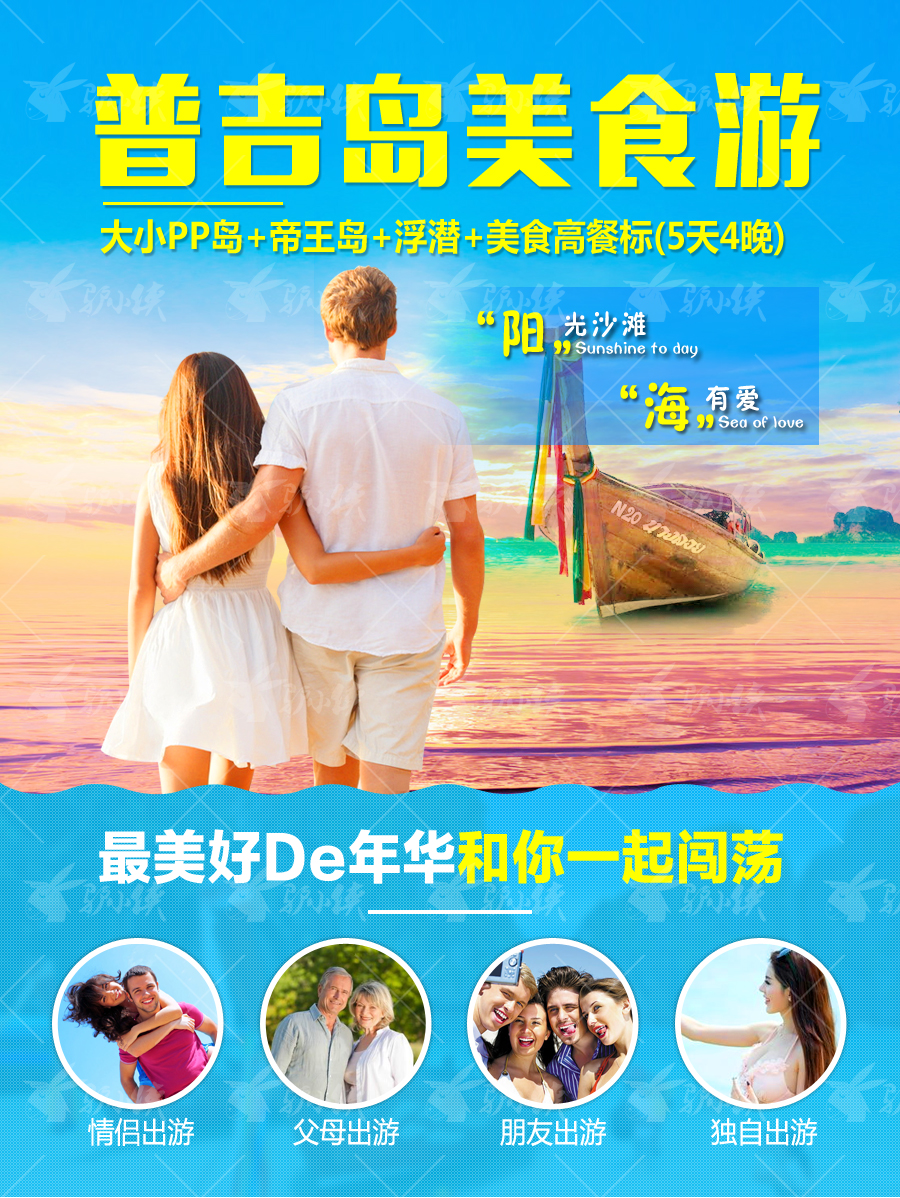 普吉岛美食游
大小PP岛+帝王岛+浮潜+美食高餐标(5天4晚)
“阳„光沙滩
Sunshine to day
“海„有爱
Sea of love
N20
最美好De年华和你一起闯荡
情侣出游 父母出游 朋友出游 独自出游
驴小侠